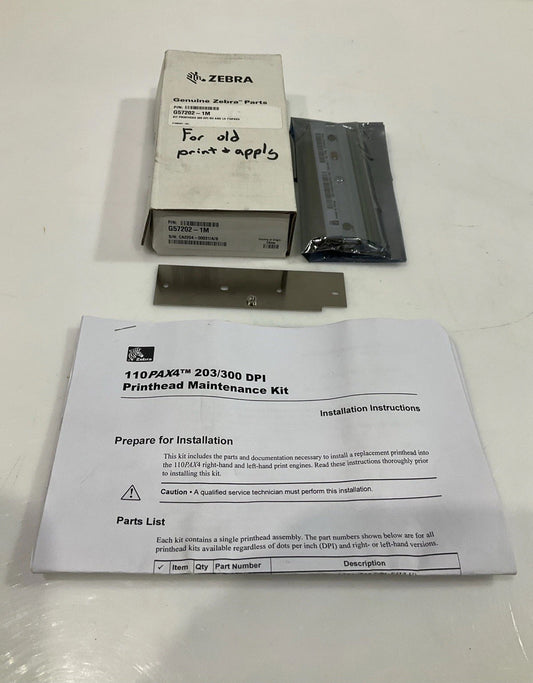 ZEBRA
Genuine Zebra™ Parts
P/N:
G57202-1M
For old
print + apply
P/N:
G57202-1M
Zebra
110PAX4™ 203/300 DPI
Printhead Maintenance Kit
Installation Instructions
Prepare for Installation
This kit includes the parts and documentation necessary to install a replacement printhead into
the 110PAX4 right-hand and left-hand print engines. Read these instructions thoroughly prior
to installing this kit.
Caution • A qualified service technician must perform this installation.
Parts List
Each kit contains a single printhead assembly. The part numbers shown below are for all
printhead kits available regardless of dots per inch (DPI) and right- or left-hand versions.
✓ Item Qty Part Number Description